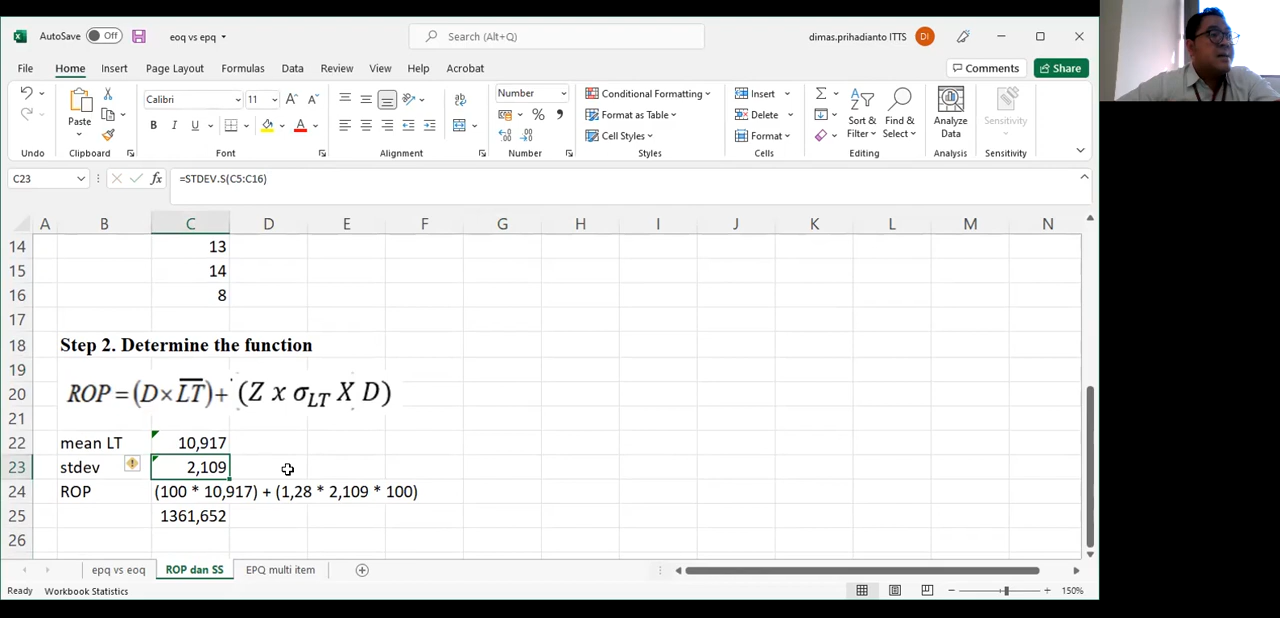 AutoSave Off eoq vs epq Search (Alt+Q) dimas.prihadianto ITTS DI
File Home Insert Page Layout Formulas Data Review View Help Acrobat Comments Share
Calibri 11 Number Conditional Formatting Insert
Paste B I U Format as Table Delete Sort & Filter Find & Select Analyze Data Sensitivity
Cell Styles Format
Undo Clipboard Font Alignment Number Styles Cells Editing Analysis Sensitivity
C23 fx =STDEV.S(C5:C16)
A B C D E F G H I J K L M N
14 13
15 14
16 8
17
18 Step 2. Determine the function
19
20 ROP = (D × L̅T̅) + (Z x σLT X D)
21
22 mean LT 10,917
23 stdev 2,109
24 ROP (100 * 10,917) + (1,28 * 2,109 * 100)
25 1361,652
26
epq vs eoq ROP dan SS EPQ multi item
Ready Workbook Statistics 150%